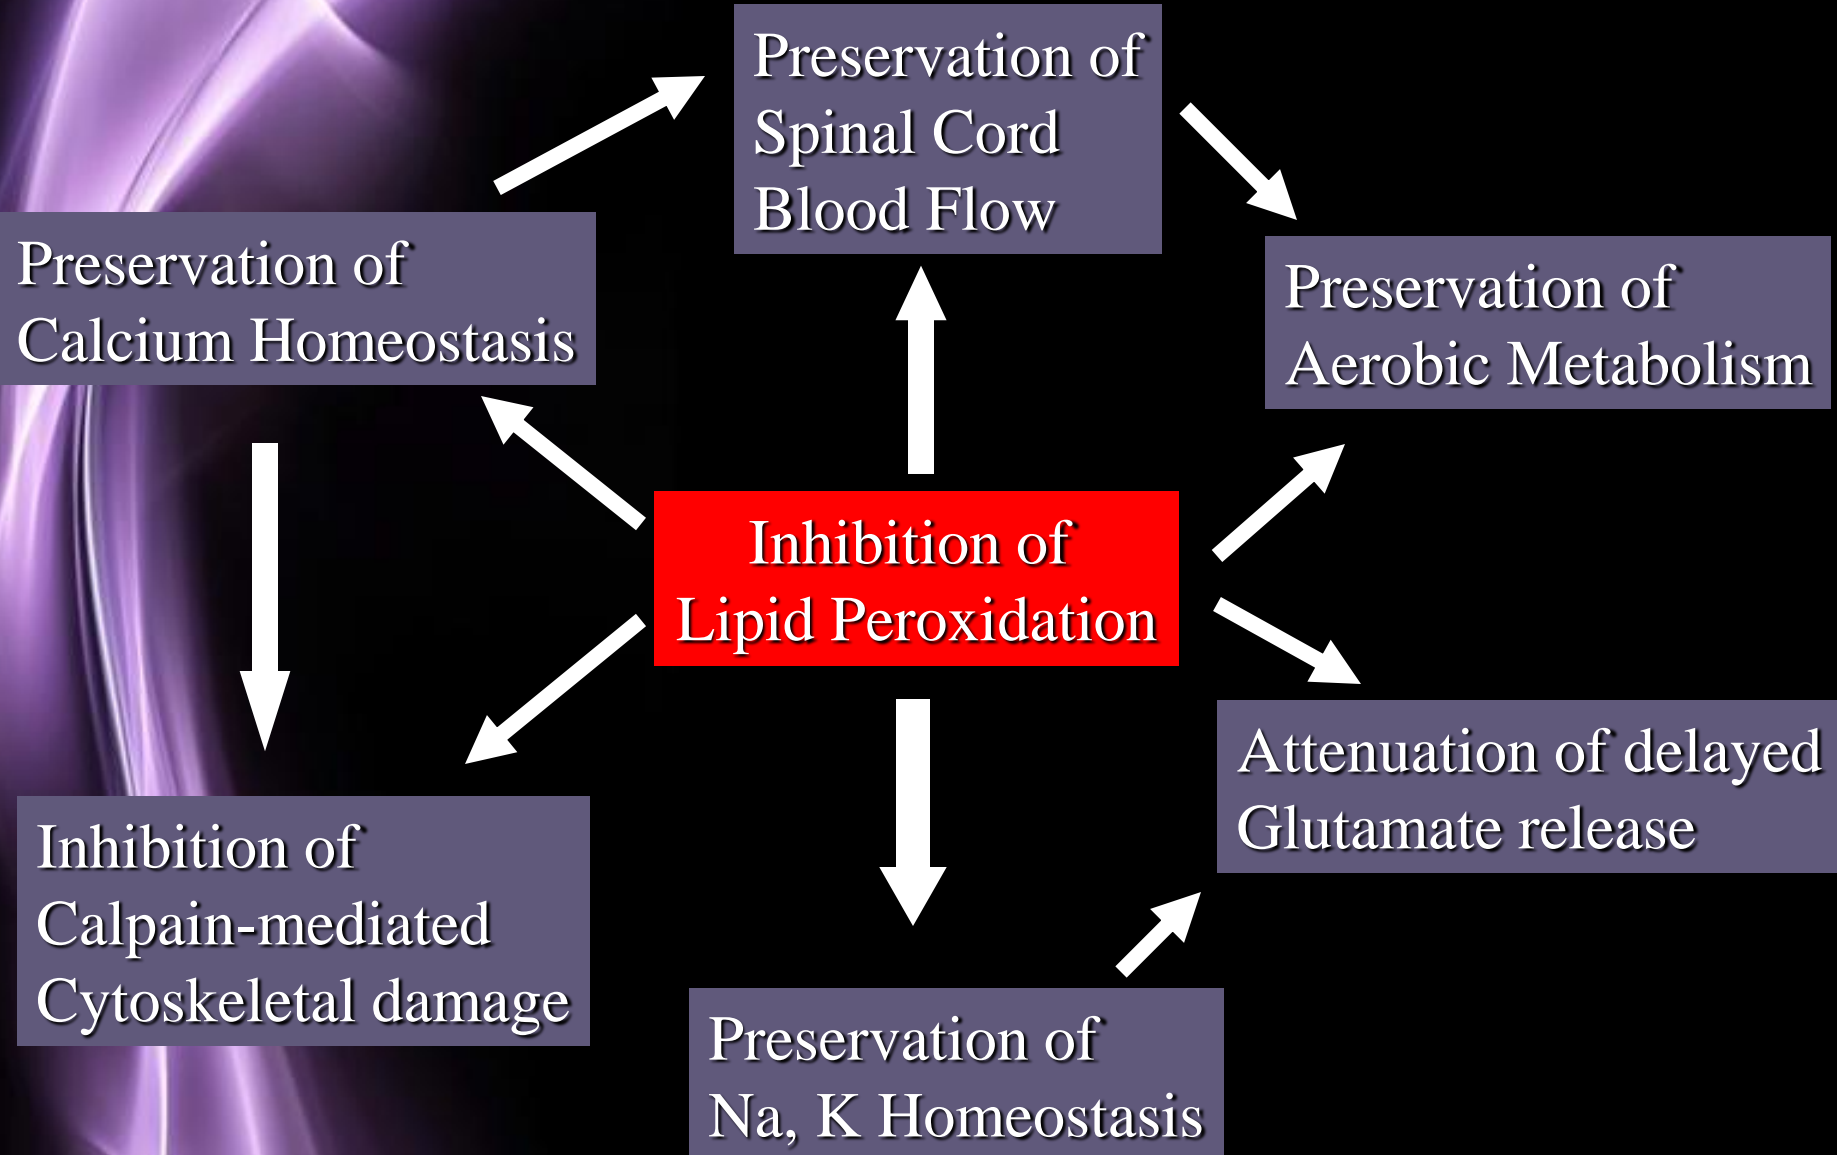 Preservation of
Spinal Cord
Blood Flow
Preservation of
Calcium Homeostasis
Preservation of
Aerobic Metabolism
Inhibition of
Lipid Peroxidation
Attenuation of delayed
Glutamate release
Inhibition of
Calpain-mediated
Cytoskeletal damage
Preservation of
Na, K Homeostasis